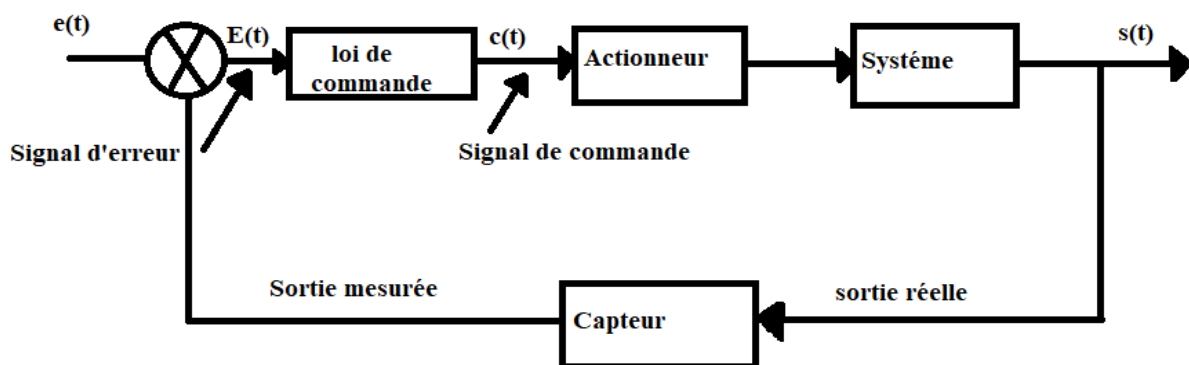 e(t)
E(t)
loi de
commande
c(t)
Actionneur
Systéme
s(t)
Signal d'erreur
Signal de commande
Sortie mesurée
Capteur
sortie réelle